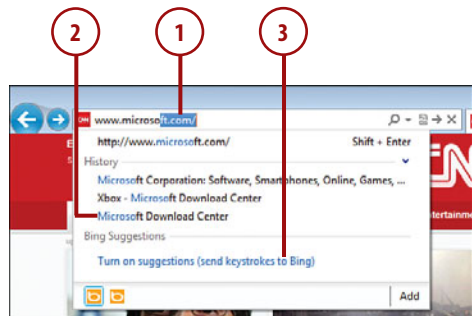 2 1 3
www.microsoft.com/
http://www.microsoft.com/ Shift + Enter
History
Microsoft Corporation: Software, Smartphones, Online, Games, ...
Xbox - Microsoft Download Center
Microsoft Download Center
Bing Suggestions
Turn on suggestions (send keystrokes to Bing)
Add